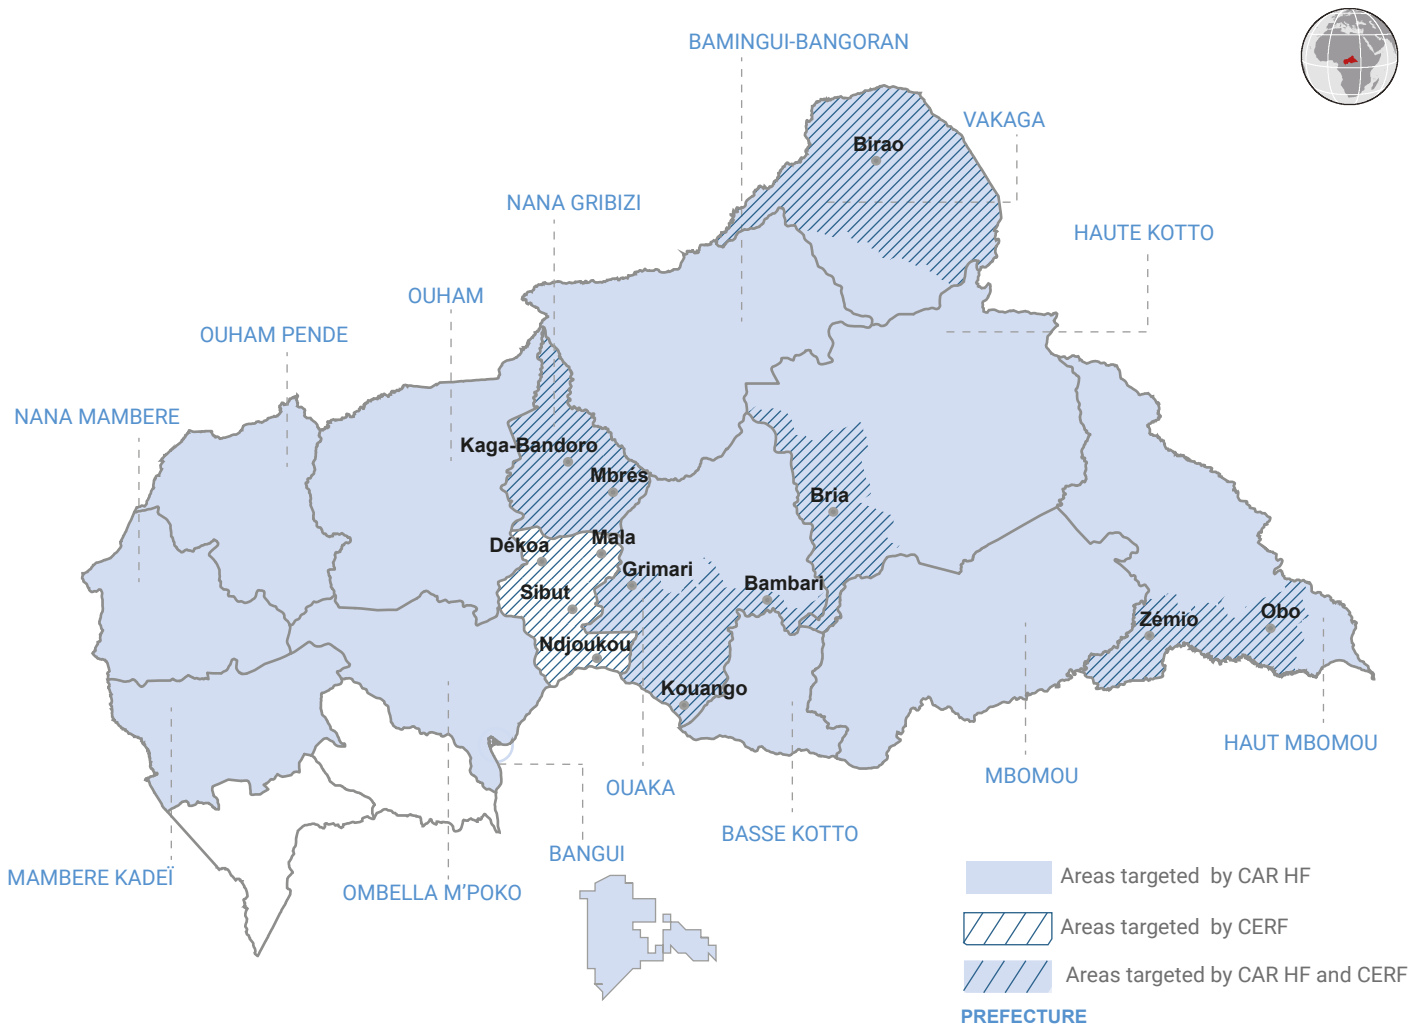 BAMINGUI-BANGORAN
VAKAGA
Birao
NANA GRIBIZI
HAUTE KOTTO
OUHAM
OUHAM PENDE
NANA MAMBERE
Kaga-Bandoro
Mbrés
Bria
Dékoa
Mala
Grimari
Bambari
Sibut
Zémio
Obo
Ndjoukou
Kouango
HAUT MBOMOU
MBOMOU
OUAKA
BASSE KOTTO
BANGUI
MAMBERE KADEÏ
OMBELLA M'POKO
Areas targeted by CAR HF
Areas targeted by CERF
Areas targeted by CAR HF and CERF
PREFECTURE